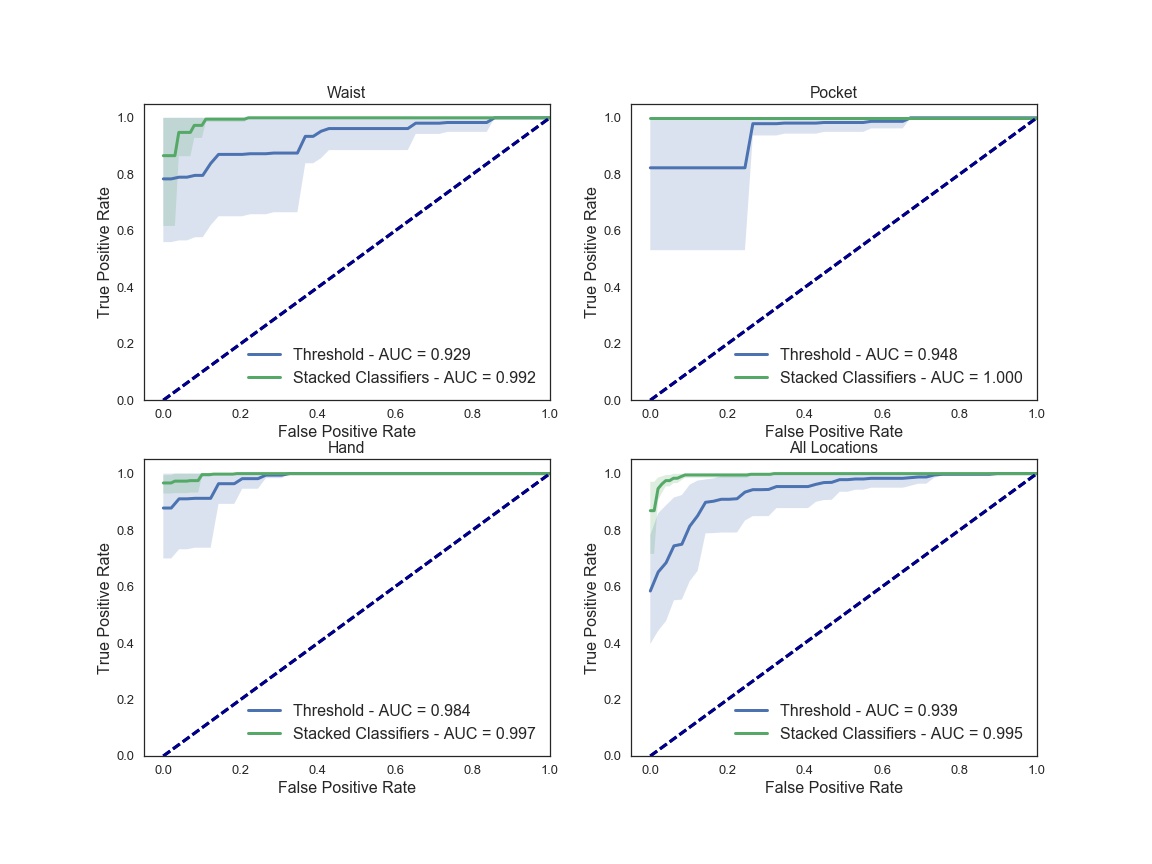 Waist
True Positive Rate
1.0
0.8
0.6
0.4
0.2
0.0
Threshold - AUC = 0.929
Stacked Classifiers - AUC = 0.992
0.0 0.2 0.4 0.6 0.8 1.0
False Positive Rate
Pocket
True Positive Rate
1.0
0.8
0.6
0.4
0.2
0.0
Threshold - AUC = 0.948
Stacked Classifiers - AUC = 1.000
0.0 0.2 0.4 0.6 0.8 1.0
False Positive Rate
Hand
True Positive Rate
1.0
0.8
0.6
0.4
0.2
0.0
Threshold - AUC = 0.984
Stacked Classifiers - AUC = 0.997
0.0 0.2 0.4 0.6 0.8 1.0
False Positive Rate
All Locations
True Positive Rate
1.0
0.8
0.6
0.4
0.2
0.0
Threshold - AUC = 0.939
Stacked Classifiers - AUC = 0.995
0.0 0.2 0.4 0.6 0.8 1.0
False Positive Rate